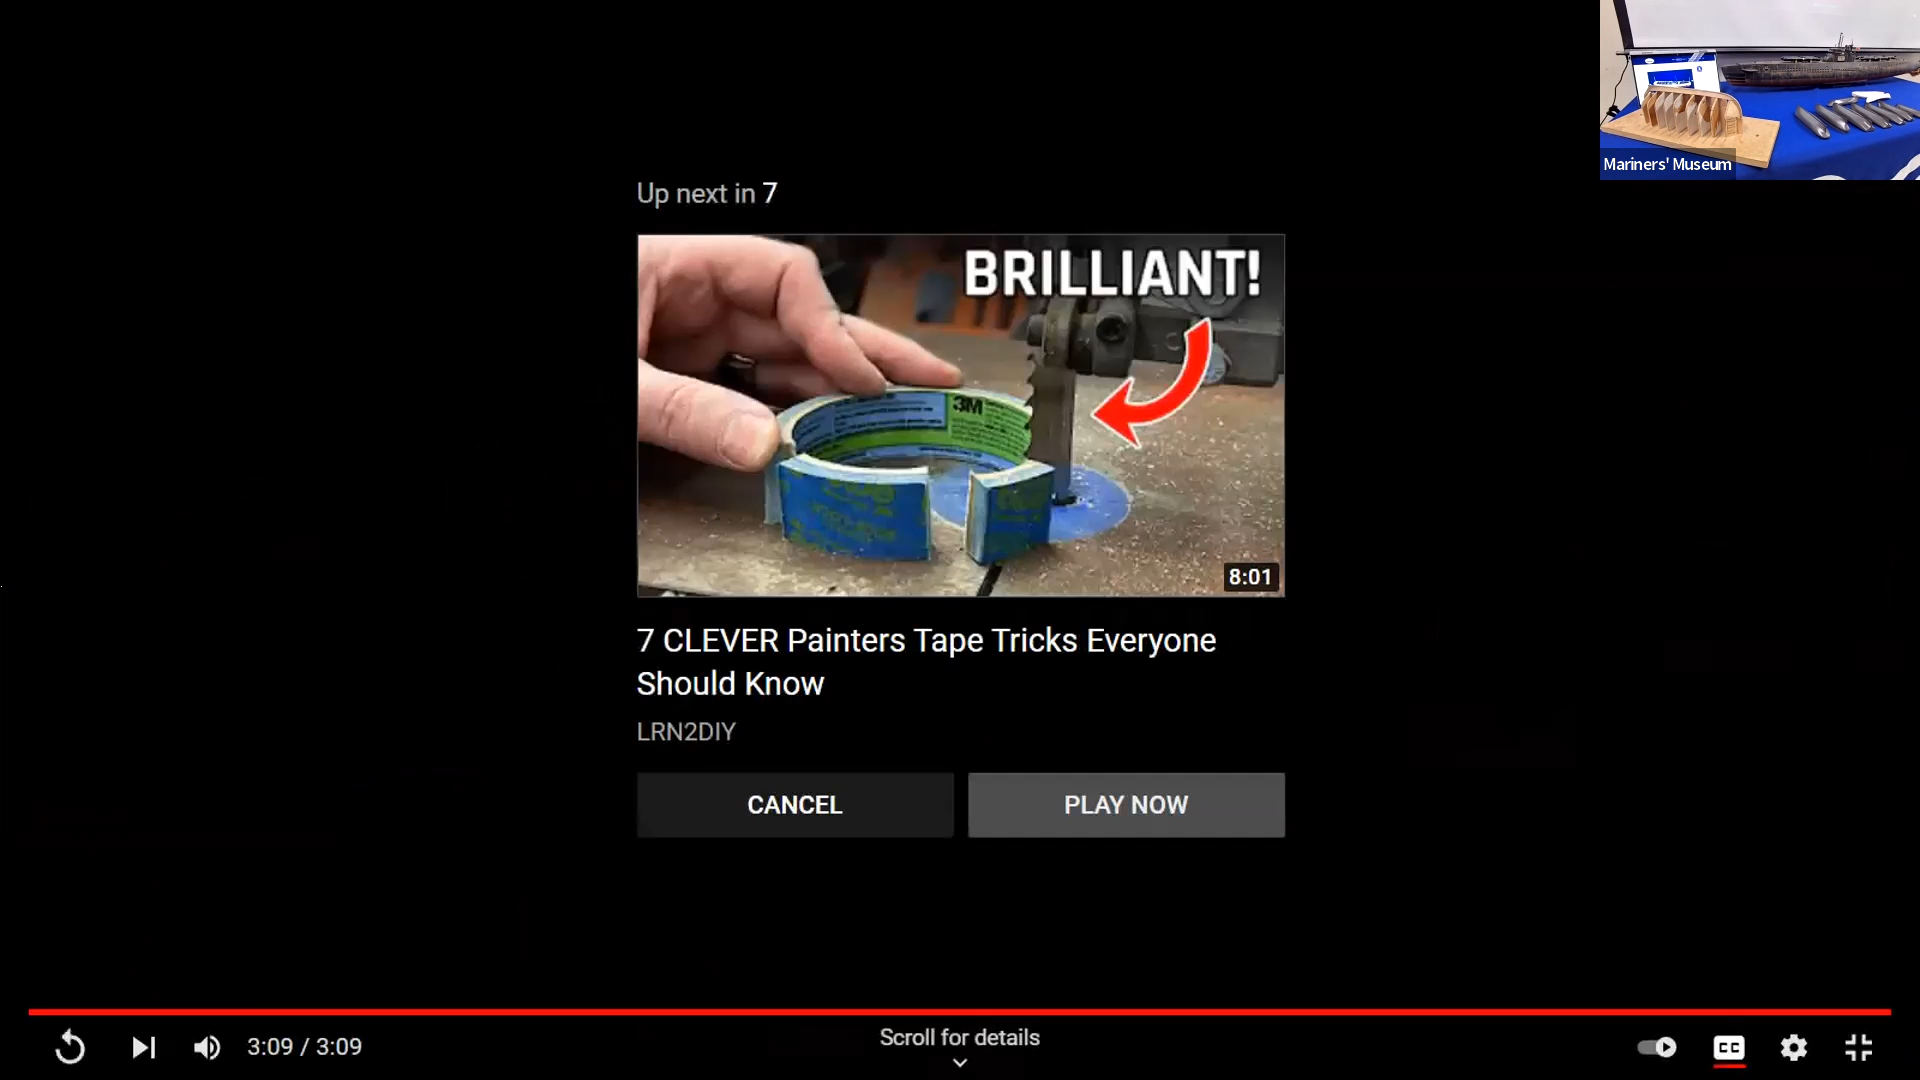 Mariners' Museum
Up next in 7
BRILLIANT!
3M
8:01
7 CLEVER Painters Tape Tricks Everyone
Should Know
LRN2DIY
CANCEL
PLAY NOW
3:09 / 3:09
Scroll for details
CC